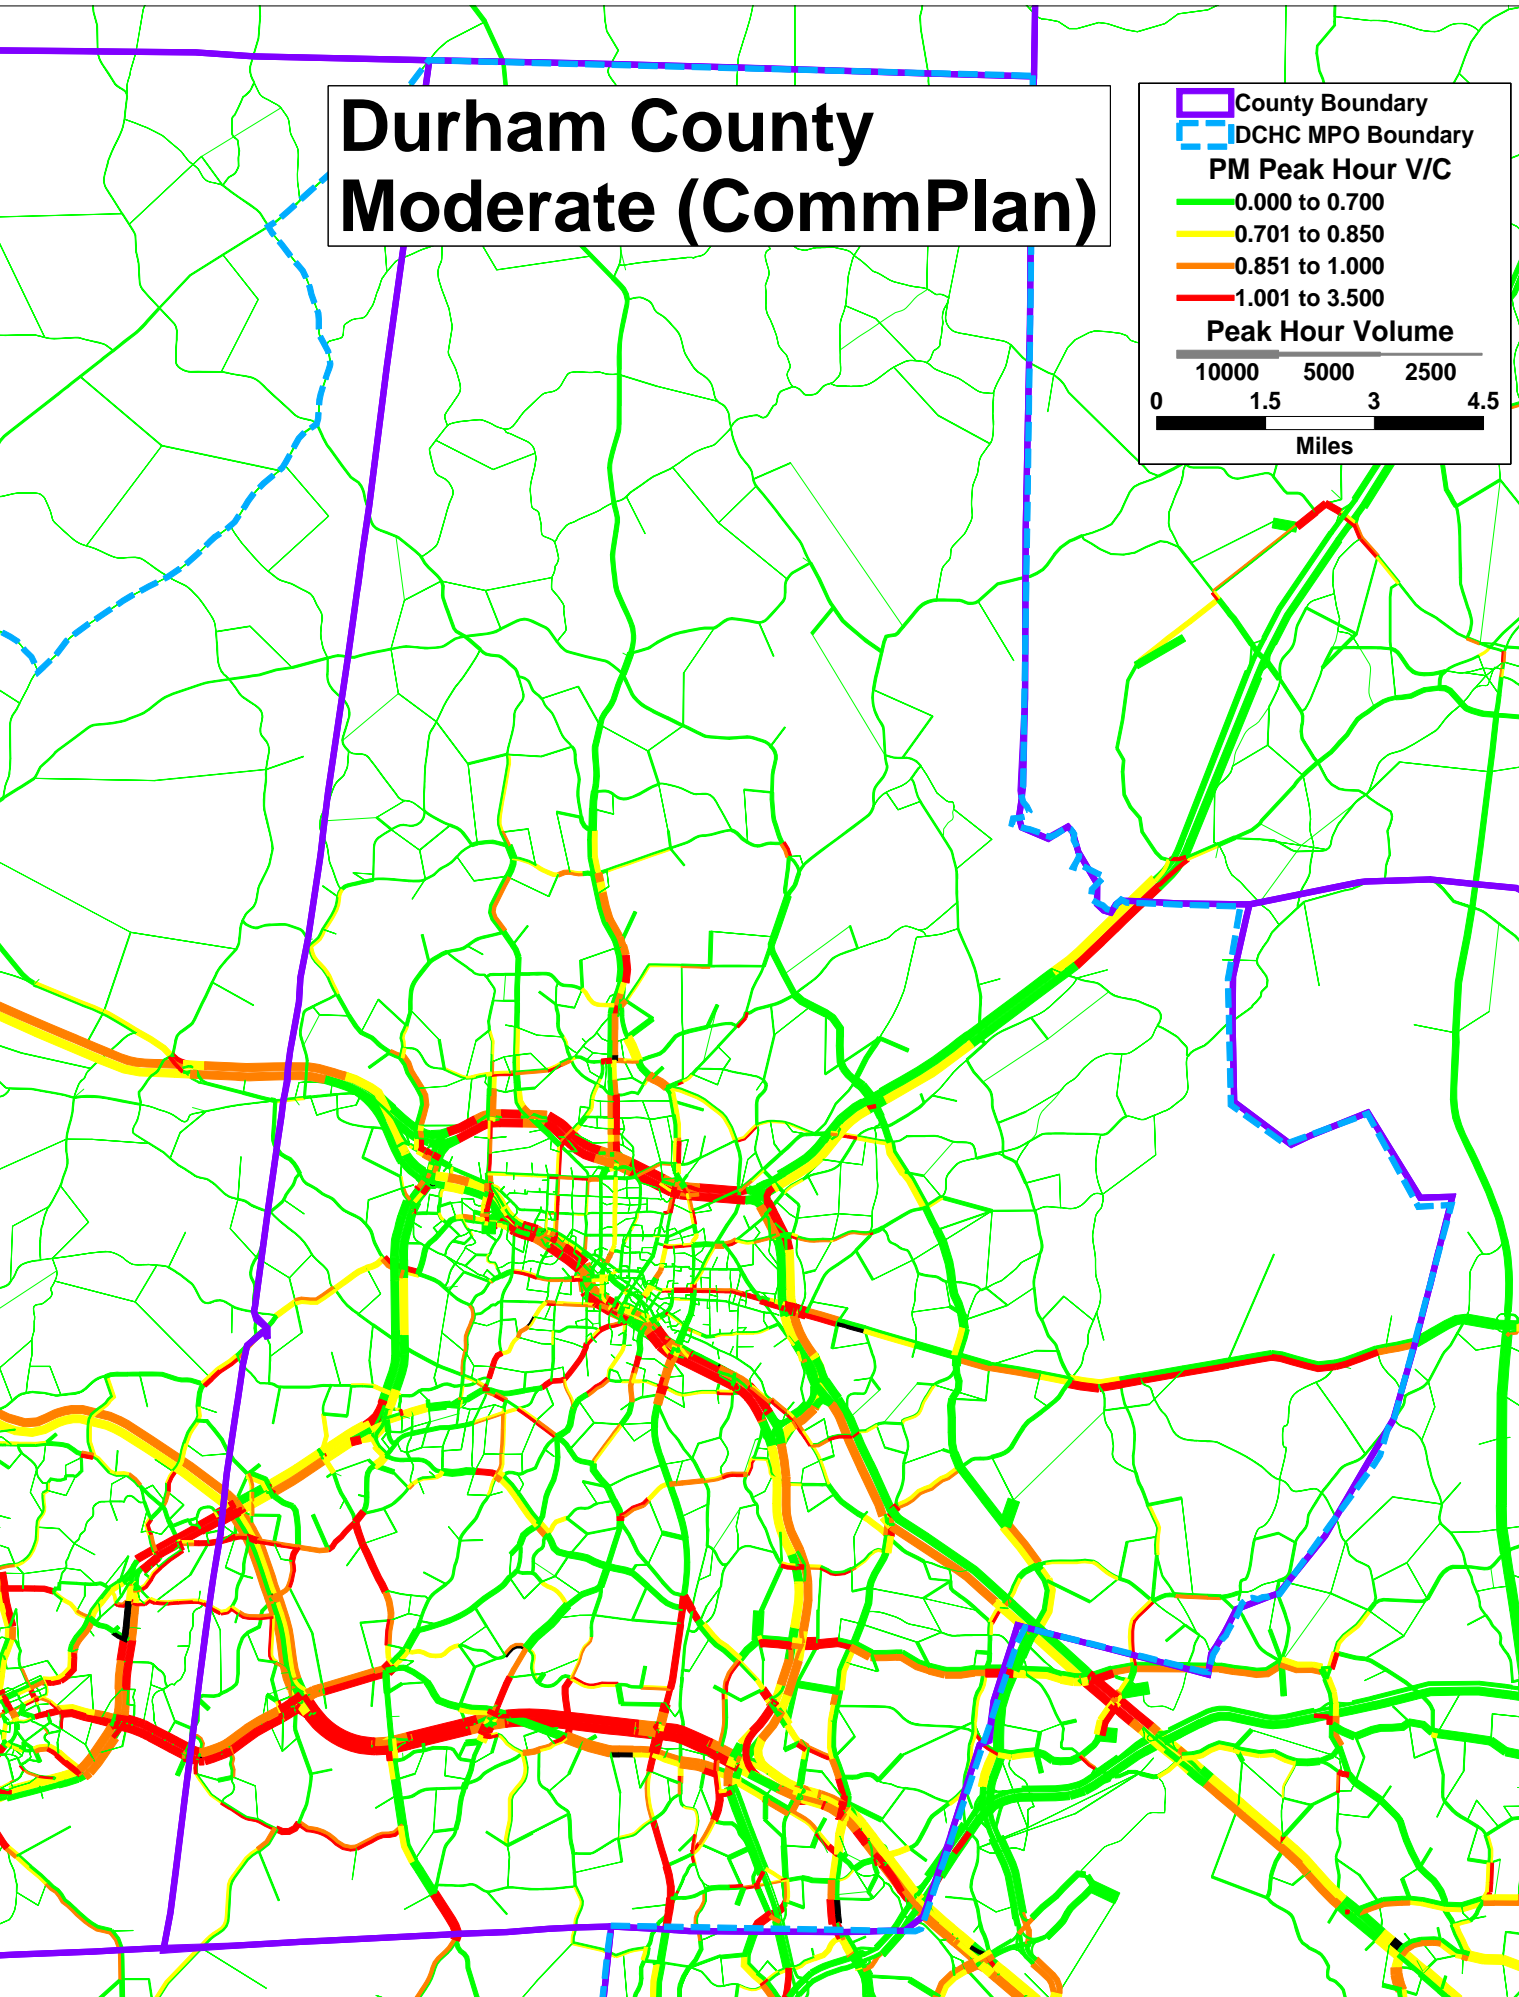 Durham County
Moderate (CommPlan)
County Boundary
DCHC MPO Boundary
PM Peak Hour V/C
0.000 to 0.700
0.701 to 0.850
0.851 to 1.000
1.001 to 3.500
Peak Hour Volume
10000 5000 2500
0 1.5 3 4.5
Miles